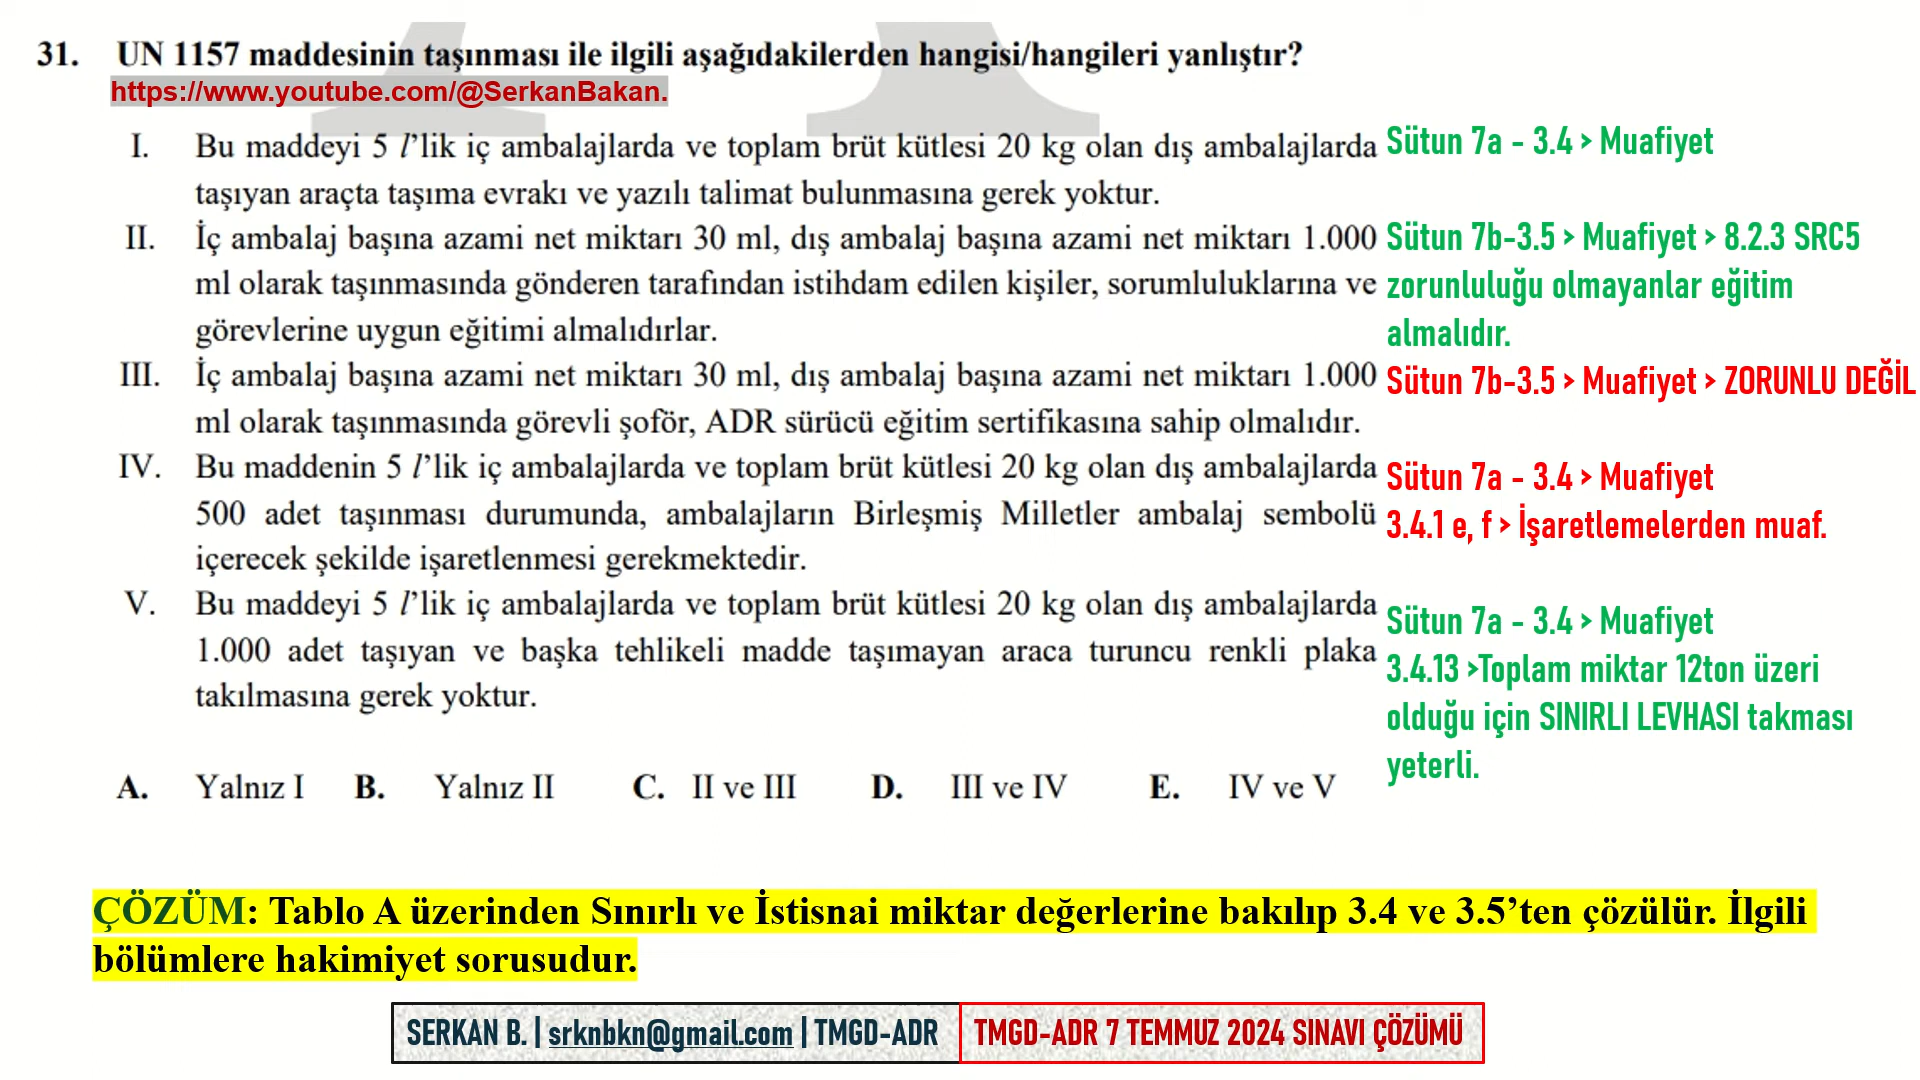 31. UN 1157 maddesinin taşınması ile ilgili aşağıdakilerden hangisi/hangileri yanlıştır?
https://www.youtube.com/@SerkanBakan.
I. Bu maddeyi 5 l’lik iç ambalajlarda ve toplam brüt kütlesi 20 kg olan dış ambalajlarda
taşıyan araçta taşıma evrakı ve yazılı talimat bulunmasına gerek yoktur.
Sütun 7a - 3.4 > Muafiyet
II. İç ambalaj başına azami net miktarı 30 ml, dış ambalaj başına azami net miktarı 1.000
ml olarak taşınmasında gönderen tarafından istihdam edilen kişiler, sorumluluklarına ve
görevlerine uygun eğitimi almalıdırlar.
Sütun 7b-3.5 > Muafiyet > 8.2.3 SRC5
zorunluluğu olmayanlar eğitim
almalıdır.
III. İç ambalaj başına azami net miktarı 30 ml, dış ambalaj başına azami net miktarı 1.000
ml olarak taşınmasında görevli şoför, ADR sürücü eğitim sertifikasına sahip olmalıdır.
Sütun 7b-3.5 > Muafiyet > ZORUNLU DEĞİL
IV. Bu maddenin 5 l’lik iç ambalajlarda ve toplam brüt kütlesi 20 kg olan dış ambalajlarda
500 adet taşınması durumunda, ambalajların Birleşmiş Milletler ambalaj sembolü
içerecek şekilde işaretlenmesi gerekmektedir.
Sütun 7a - 3.4 > Muafiyet
3.4.1 e, f > İşaretlemelerden muaf.
V. Bu maddeyi 5 l’lik iç ambalajlarda ve toplam brüt kütlesi 20 kg olan dış ambalajlarda
1.000 adet taşıyan ve başka tehlikeli madde taşımayan araca turuncu renkli plaka
takılmasına gerek yoktur.
Sütun 7a - 3.4 > Muafiyet
3.4.13 >Toplam miktar 12ton üzeri
olduğu için SINIRLI LEVHASI takması
yeterli.
A. Yalnız I B. Yalnız II C. II ve III D. III ve IV E. IV ve V
ÇÖZÜM: Tablo A üzerinden Sınırlı ve İstisnai miktar değerlerine bakılıp 3.4 ve 3.5’ten çözülür. İlgili
bölümlere hakimiyet sorusudur.
SERKAN B. | srknbkn@gmail.com | TMGD-ADR
TMGD-ADR 7 TEMMUZ 2024 SINAVI ÇÖZÜMÜ